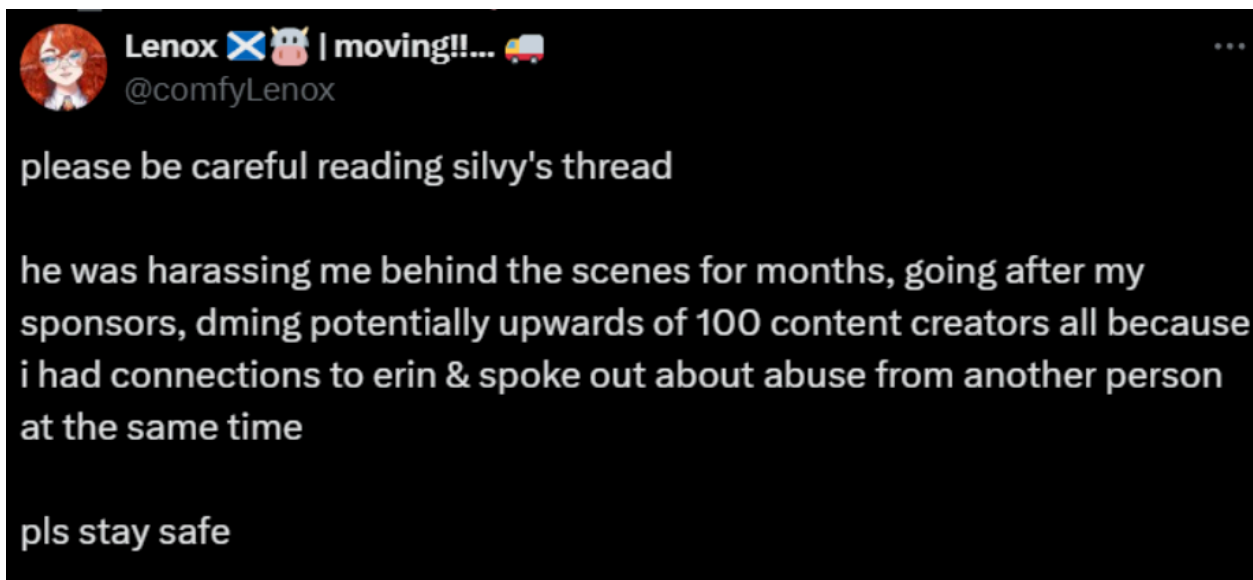 Lenox 🏴󠁧󠁢󠁳󠁣󠁴󠁿🐮 | moving!!... 🚚
@comfyLenox
please be careful reading silvy's thread
he was harassing me behind the scenes for months, going after my
sponsors, dming potentially upwards of 100 content creators all because
i had connections to erin & spoke out about abuse from another person
at the same time
pls stay safe